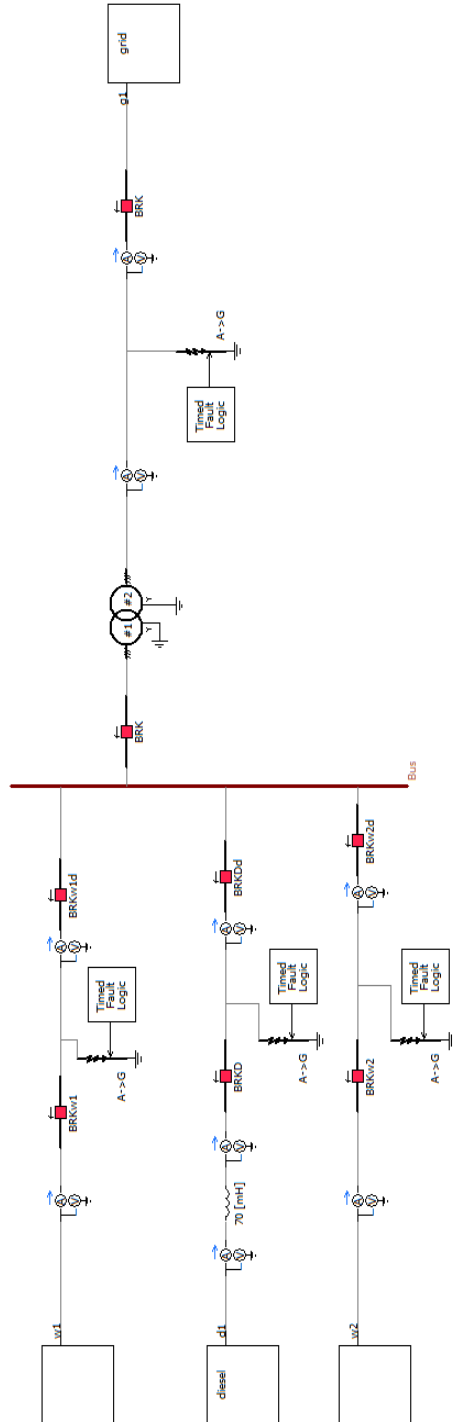 grid
g1
BRK
A
V
A->G
Timed
Fault
Logic
A
V
#2
#1
Y
Y
BRK
Bus
BRKw1d
BRKDd
BRKw2d
A
V
A
V
A
V
Timed
Fault
Logic
Timed
Fault
Logic
Timed
Fault
Logic
A->G
A->G
A->G
BRKw1
BRKD
BRKw2
A
V
A
V
A
V
70 [mH]
A
V
w1
d1
w2
diesel